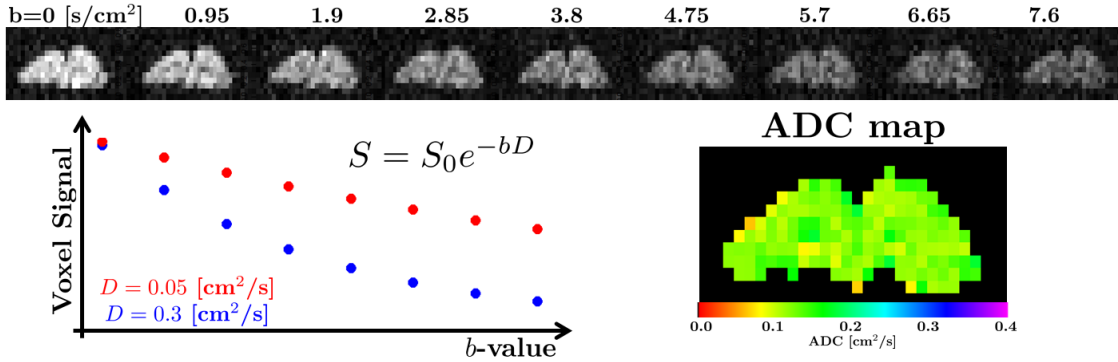 b=0 [s/cm²] 0.95 1.9 2.85 3.8 4.75 5.7 6.65 7.6
ADC map
S = S₀e^{-bD}
Voxel Signal
D = 0.05 [cm²/s]
D = 0.3 [cm²/s]
b-value
0.0 0.1 0.2 0.3 0.4
ADC [cm²/s]